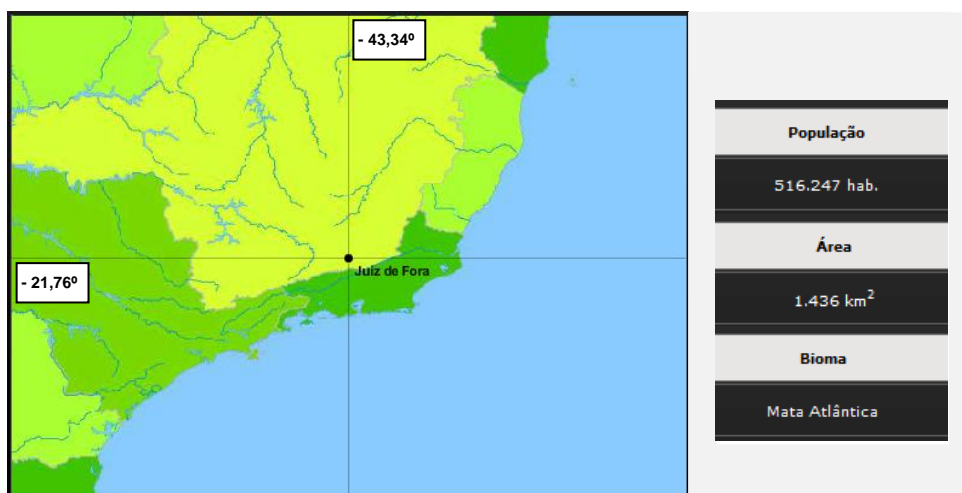 - 43,34º
Juiz de Fora
- 21,76º
População
516.247 hab.
Área
1.436 km²
Bioma
Mata Atlântica